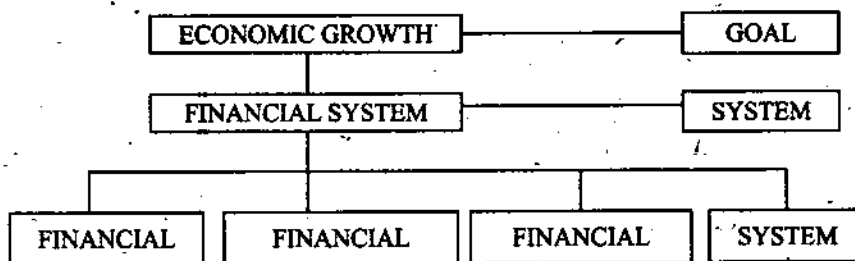 ECONOMIC GROWTH GOAL
FINANCIAL SYSTEM SYSTEM
FINANCIAL FINANCIAL FINANCIAL SYSTEM